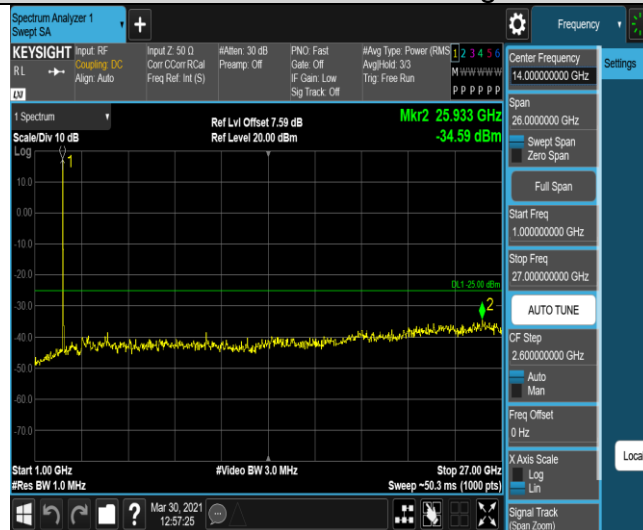 Spectrum Analyzer 1
Swept SA
Frequency
KEYSIGHT
R L
LXI
Input: RF
Coupling: DC
Align: Auto
Input Z: 50 Ω
Corr CCorr RCal
Freq Ref: Int (S)
#Atten: 30 dB
Preamp: Off
PNO: Fast
Gate: Off
IF Gain: Low
Sig Track: Off
#Avg Type: Power (RMS
Avg|Hold: 3/3
Trig: Free Run
1 2 3 4 5 6
M W W W W W
P P P P P P
1 Spectrum
Scale/Div 10 dB
Log
Ref Lvl Offset 7.59 dB
Ref Level 20.00 dBm
Mkr2 25.933 GHz
-34.59 dBm
1
10.0
0.00
-10.0
-20.0
DL1 -25.00 dBm
2
-30.0
-40.0
-50.0
-60.0
-70.0
Start 1.00 GHz
#Res BW 1.0 MHz
#Video BW 3.0 MHz
Stop 27.00 GHz
Sweep ~50.3 ms (1000 pts)
Mar 30, 2021
12:57:25
?
Center Frequency
14.000000000 GHz
Settings
Span
26.0000000 GHz
Swept Span
Zero Span
Full Span
Start Freq
1.000000000 GHz
Stop Freq
27.000000000 GHz
AUTO TUNE
CF Step
2.600000000 GHz
Auto
Man
Freq Offset
0 Hz
X Axis Scale
Log
Lin
Local
Signal Track
(Span Zoom)